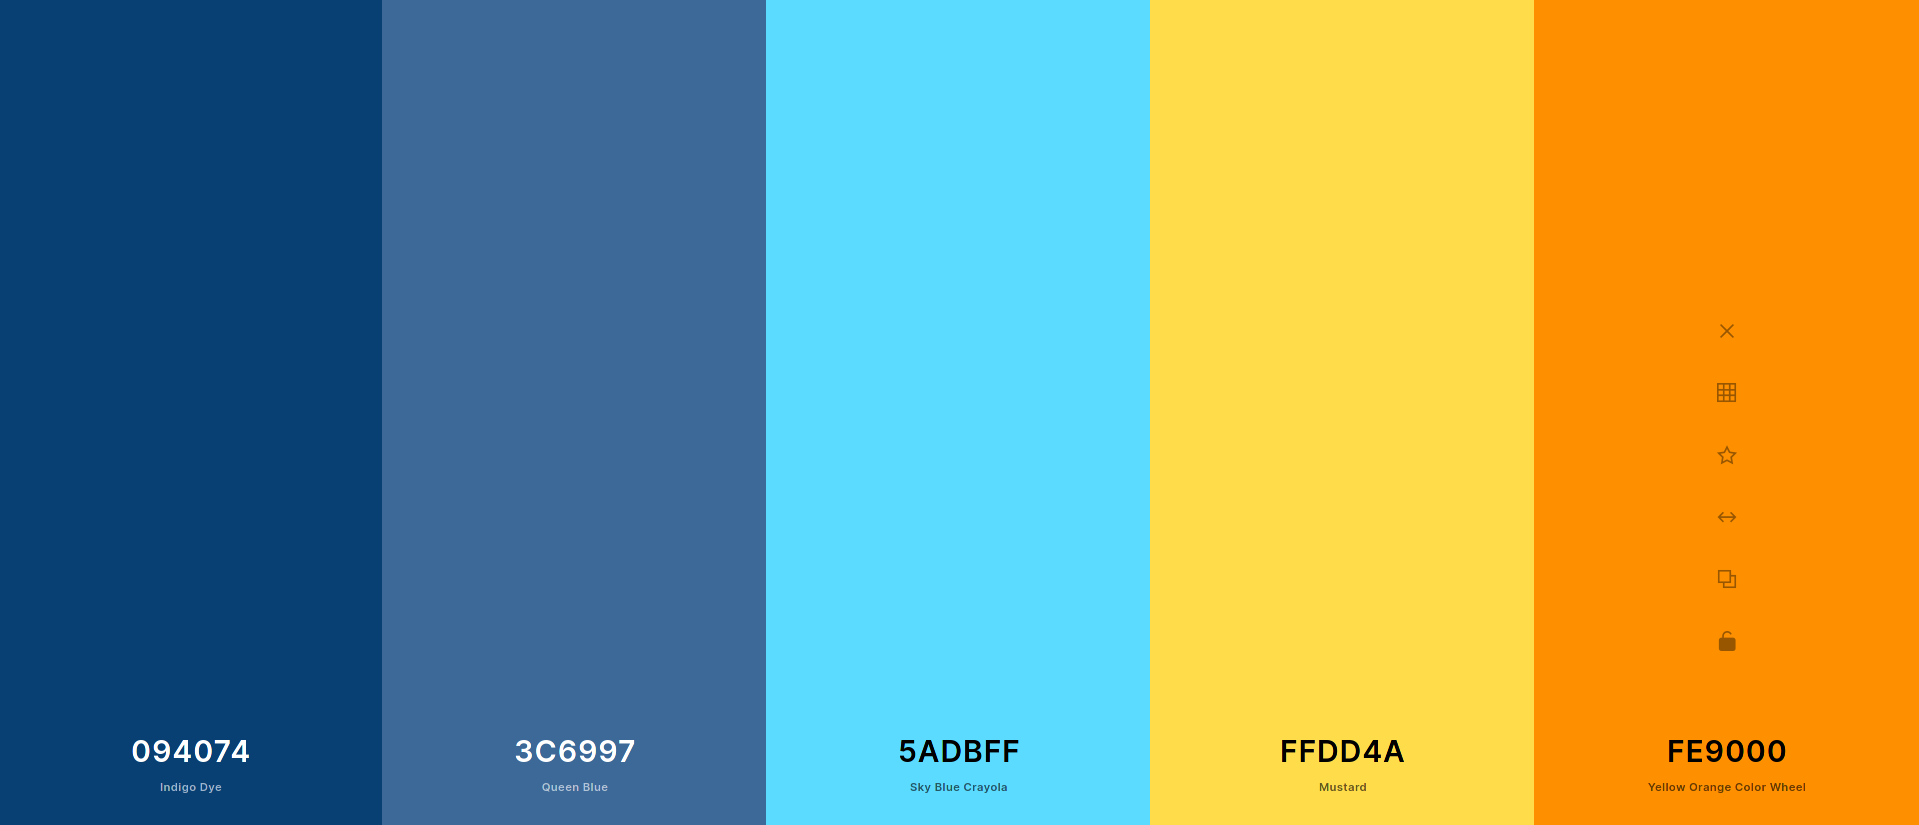 094074
Indigo Dye
3C6997
Queen Blue
5ADBFF
Sky Blue Crayola
FFDD4A
Mustard
FE9000
Yellow Orange Color Wheel